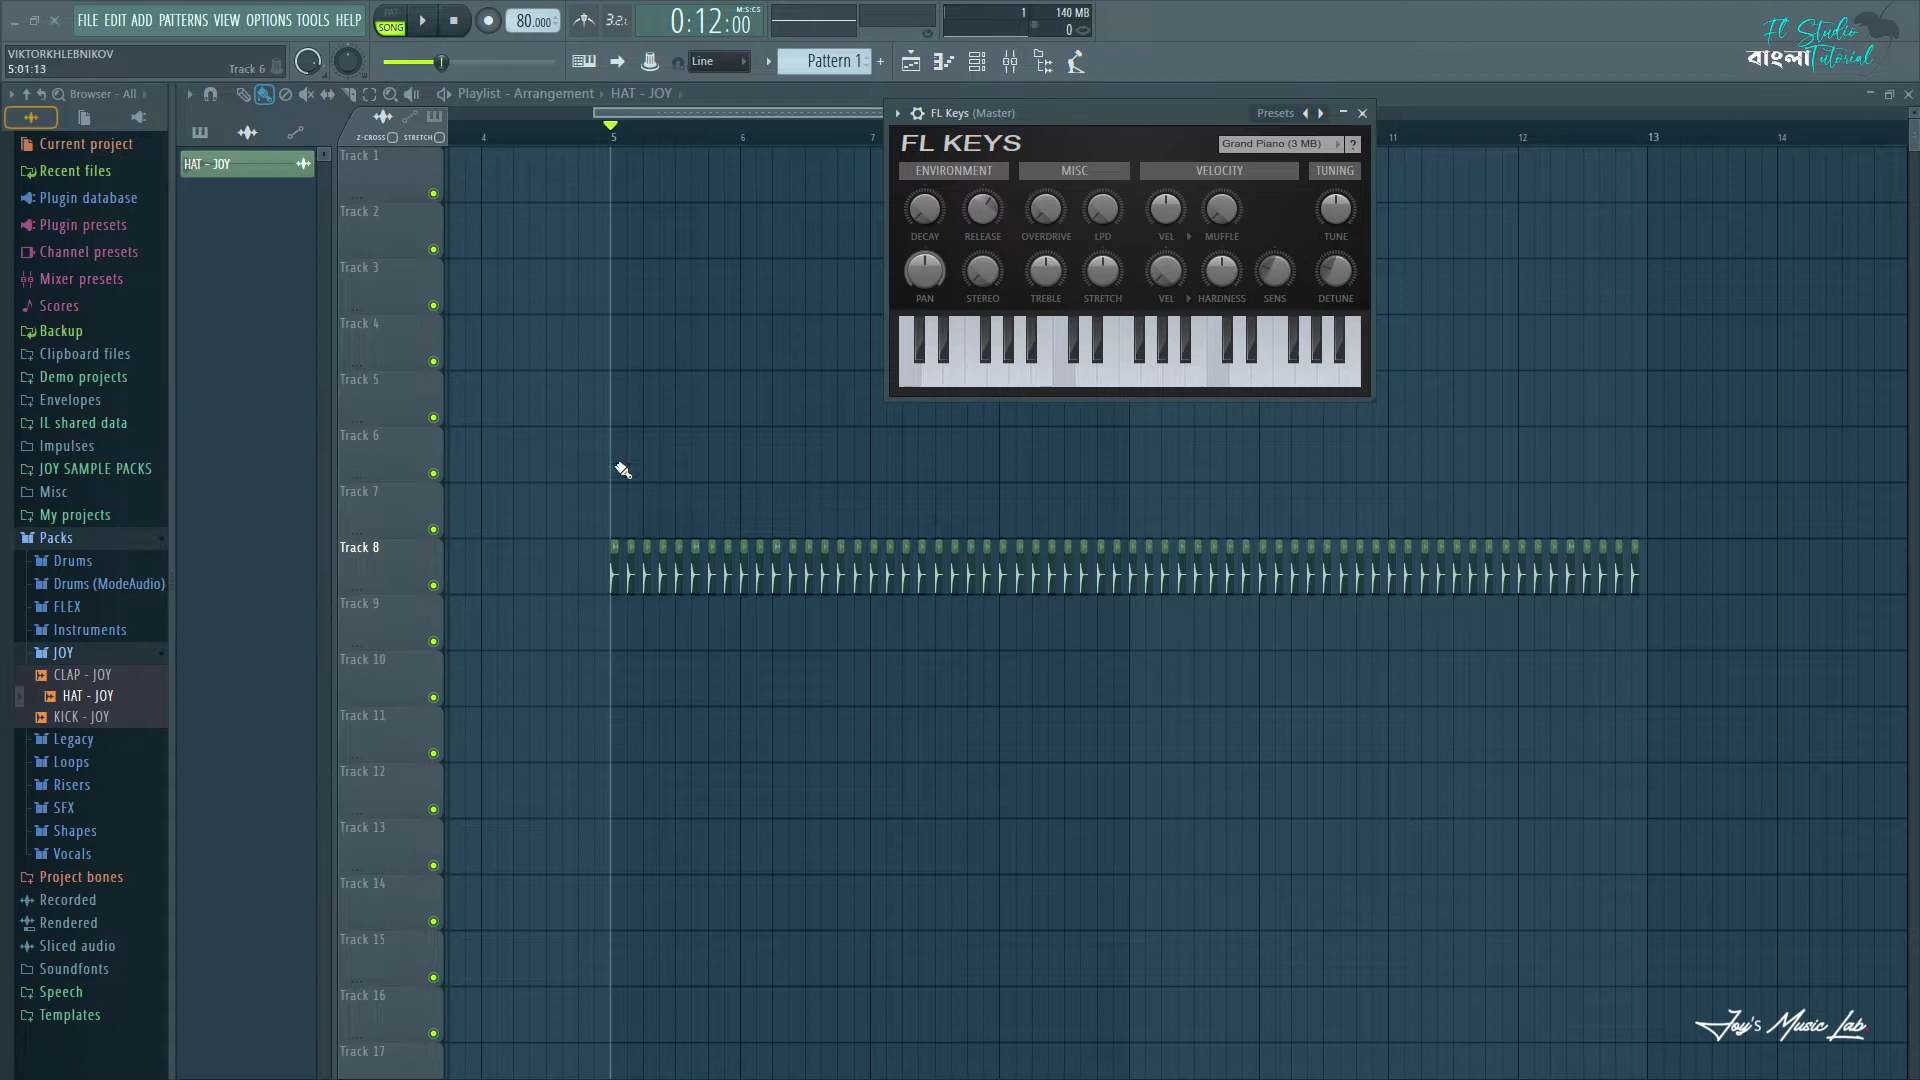 FILE EDIT ADD PATTERNS VIEW OPTIONS TOOLS HELP
PAT
SONG
80.000
3.2.
0:12:00
M:S:CS
1
140 MB
0
FL Studio
বাংলা Tutorial
VIKTORKHLEBNIKOV
5:01:13
Track 6
Line
Pattern 1
+
Browser - All
Playlist - Arrangement › HAT - JOY
Z-CROSS
STRETCH
4 5 6 7 11 12 13 14
HAT - JOY
Current project
Recent files
Plugin database
Plugin presets
Channel presets
Mixer presets
Scores
Backup
Clipboard files
Demo projects
Envelopes
IL shared data
Impulses
JOY SAMPLE PACKS
Misc
My projects
Packs
Drums
Drums (ModeAudio)
FLEX
Instruments
JOY
CLAP - JOY
HAT - JOY
KICK - JOY
Legacy
Loops
Risers
SFX
Shapes
Vocals
Project bones
Recorded
Rendered
Sliced audio
Soundfonts
Speech
Templates
Track 1
Track 2
Track 3
Track 4
Track 5
Track 6
Track 7
Track 8
Track 9
Track 10
Track 11
Track 12
Track 13
Track 14
Track 15
Track 16
Track 17
FL Keys (Master)
Presets
FL KEYS
Grand Piano (3 MB)
?
ENVIRONMENT MISC VELOCITY TUNING
DECAY RELEASE OVERDRIVE LPD VEL MUFFLE TUNE
PAN STEREO TREBLE STRETCH VEL HARDNESS SENS DETUNE
Joy's Music Lab.